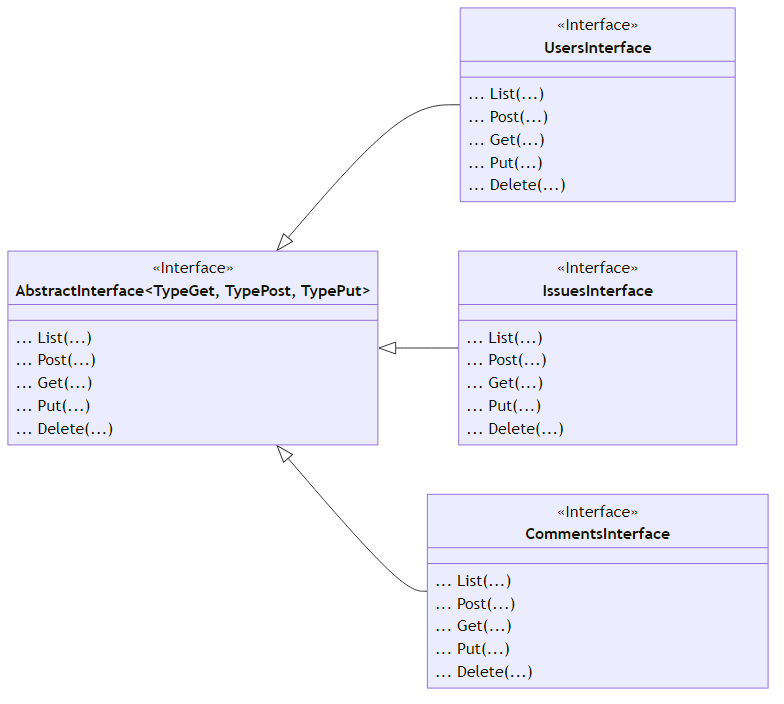 «Interface»
UsersInterface
... List(...)
... Post(...)
... Get(...)
... Put(...)
... Delete(...)
«Interface»
AbstractInterface<TypeGet, TypePost, TypePut>
... List(...)
... Post(...)
... Get(...)
... Put(...)
... Delete(...)
«Interface»
IssuesInterface
... List(...)
... Post(...)
... Get(...)
... Put(...)
... Delete(...)
«Interface»
CommentsInterface
... List(...)
... Post(...)
... Get(...)
... Put(...)
... Delete(...)